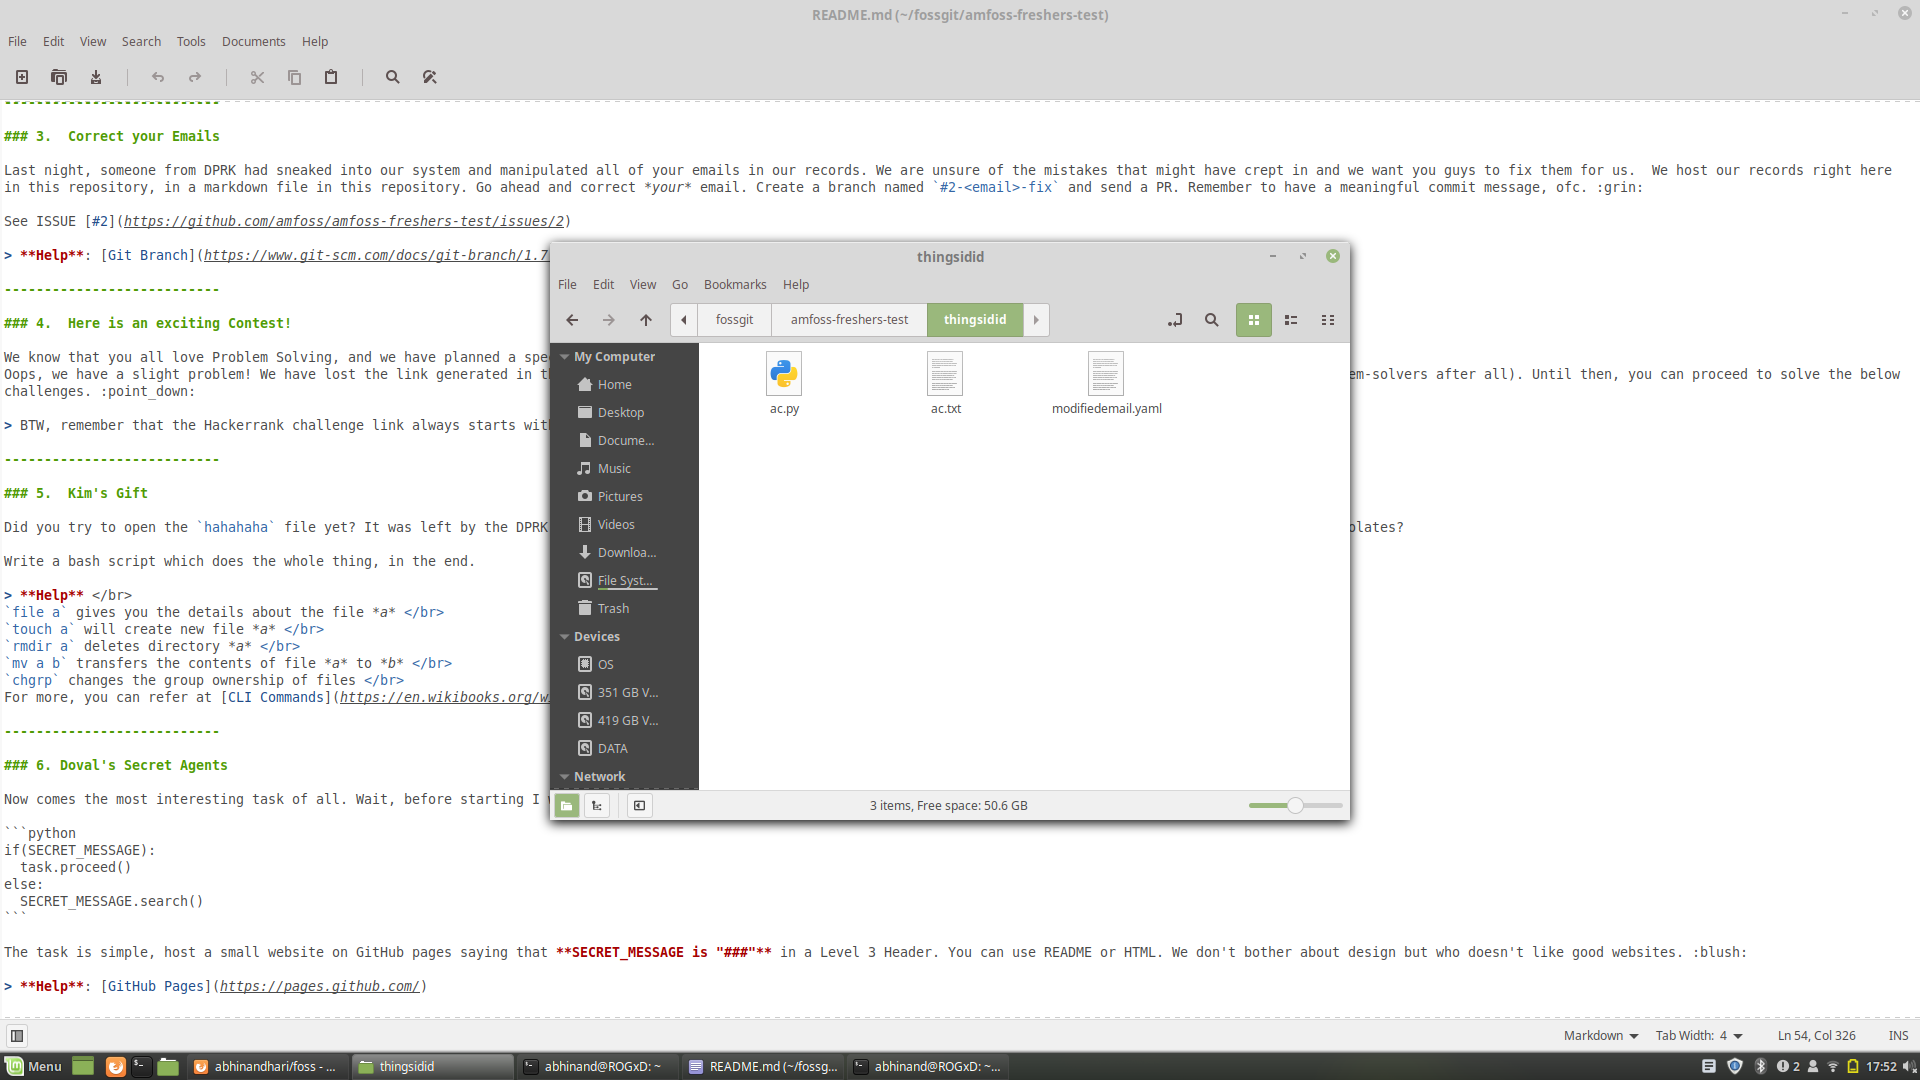 README.md (~/fossgit/amfoss-freshers-test)
File Edit View Search Tools Documents Help
---------------------------
### 3.  Correct your Emails
Last night, someone from DPRK had sneaked into our system and manipulated all of your emails in our records. We are unsure of the mistakes that might have crept in and we want you guys to fix them for us.  We host our records right here
in this repository, in a markdown file in this repository. Go ahead and correct *your* email. Create a branch named `#2-<email>-fix` and send a PR. Remember to have a meaningful commit message, ofc. :grin:
See ISSUE [#2](https://github.com/amfoss/amfoss-freshers-test/issues/2)
> **Help**: [Git Branch](https://www.git-scm.com/docs/git-branch/1.7
---------------------------
### 4.  Here is an exciting Contest!
We know that you all love Problem Solving, and we have planned a spe
Oops, we have a slight problem! We have lost the link generated in t em-solvers after all). Until then, you can proceed to solve the below
challenges. :point_down:
> BTW, remember that the Hackerrank challenge link always starts wit
---------------------------
### 5.  Kim's Gift
Did you try to open the `hahahaha` file yet? It was left by the DPRK plates?
Write a bash script which does the whole thing, in the end.
> **Help** </br>
`file a` gives you the details about the file *a* </br>
`touch a` will create new file *a* </br>
`rmdir a` deletes directory *a* </br>
`mv a b` transfers the contents of file *a* to *b* </br>
`chgrp` changes the group ownership of files </br>
For more, you can refer at [CLI Commands](https://en.wikibooks.org/w
---------------------------
### 6. Doval's Secret Agents
Now comes the most interesting task of all. Wait, before starting I
```python
if(SECRET_MESSAGE):
  task.proceed()
else:
  SECRET_MESSAGE.search()
```
The task is simple, host a small website on GitHub pages saying that **SECRET_MESSAGE is "###"** in a Level 3 Header. You can use README or HTML. We don't bother about design but who doesn't like good websites. :blush:
> **Help**: [GitHub Pages](https://pages.github.com/)
thingsidid
File Edit View Go Bookmarks Help
fossgit amfoss-freshers-test thingsidid
My Computer
Home
Desktop
Docume...
Music
Pictures
Videos
Downloa...
File Syst...
Trash
Devices
OS
351 GB V...
419 GB V...
DATA
Network
ac.py ac.txt modifiedemail.yaml
3 items, Free space: 50.6 GB
Markdown Tab Width: 4 Ln 54, Col 326 INS
Menu abhinandhari/foss - ... thingsidid abhinand@ROGxD: ~ README.md (~/fossg... abhinand@ROGxD: ~... 2 17:52